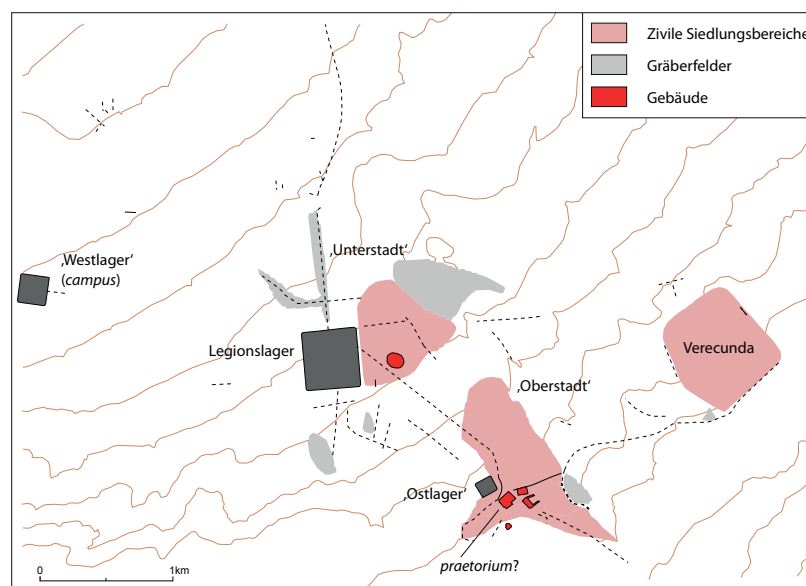 Zivile Siedlungsbereiche
Gräberfelder
Gebäude
‚Unterstadt‘
‚Westlager‘
(campus)
Legionslager
Verecunda
‚Oberstadt‘
‚Ostlager‘
praetorium?
0 1km